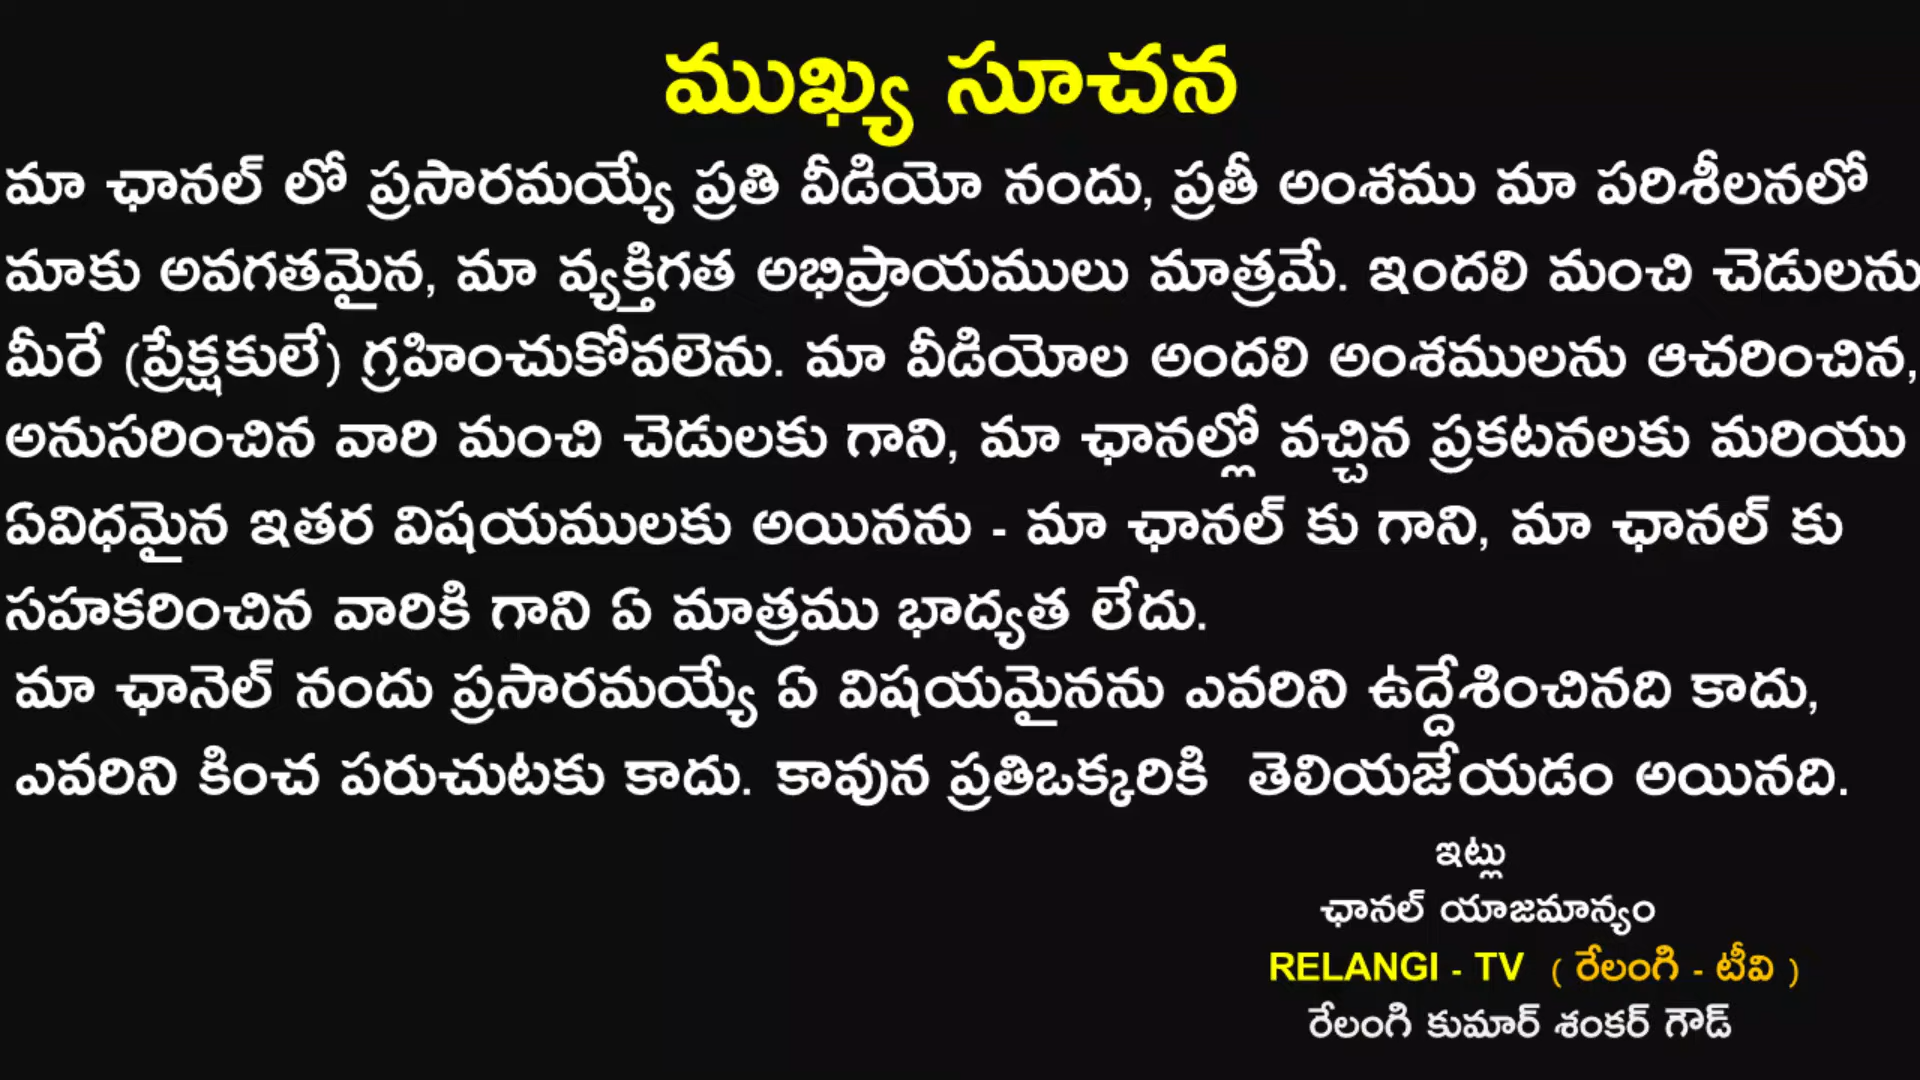 ముఖ్య సూచన
మా ఛానల్ లో ప్రసారమయ్యే ప్రతి వీడియో నందు, ప్రతీ అంశము మా పరిశీలనలో
మాకు అవగతమైన, మా వ్యక్తిగత అభిప్రాయములు మాత్రమే. ఇందలి మంచి చెడులను
మీరే (ప్రేక్షకులే) గ్రహించుకోవలెను. మా వీడియోల అందలి అంశములను ఆచరించిన,
అనుసరించిన వారి మంచి చెడులకు గాని, మా ఛానల్లో వచ్చిన ప్రకటనలకు మరియు
ఏవిధమైన ఇతర విషయములకు అయినను - మా ఛానల్ కు గాని, మా ఛానల్ కు
సహకరించిన వారికి గాని ఏ మాత్రము భాద్యత లేదు.
మా ఛానెల్ నందు ప్రసారమయ్యే ఏ విషయమైనను ఎవరిని ఉద్దేశించినది కాదు,
ఎవరిని కించ పరుచుటకు కాదు. కావున ప్రతిఒక్కరికి తెలియజేయడం అయినది.
ఇట్లు
ఛానల్ యాజమాన్యం
RELANGI - TV ( రేలంగి - టీవి )
రేలంగి కుమార్ శంకర్ గౌడ్